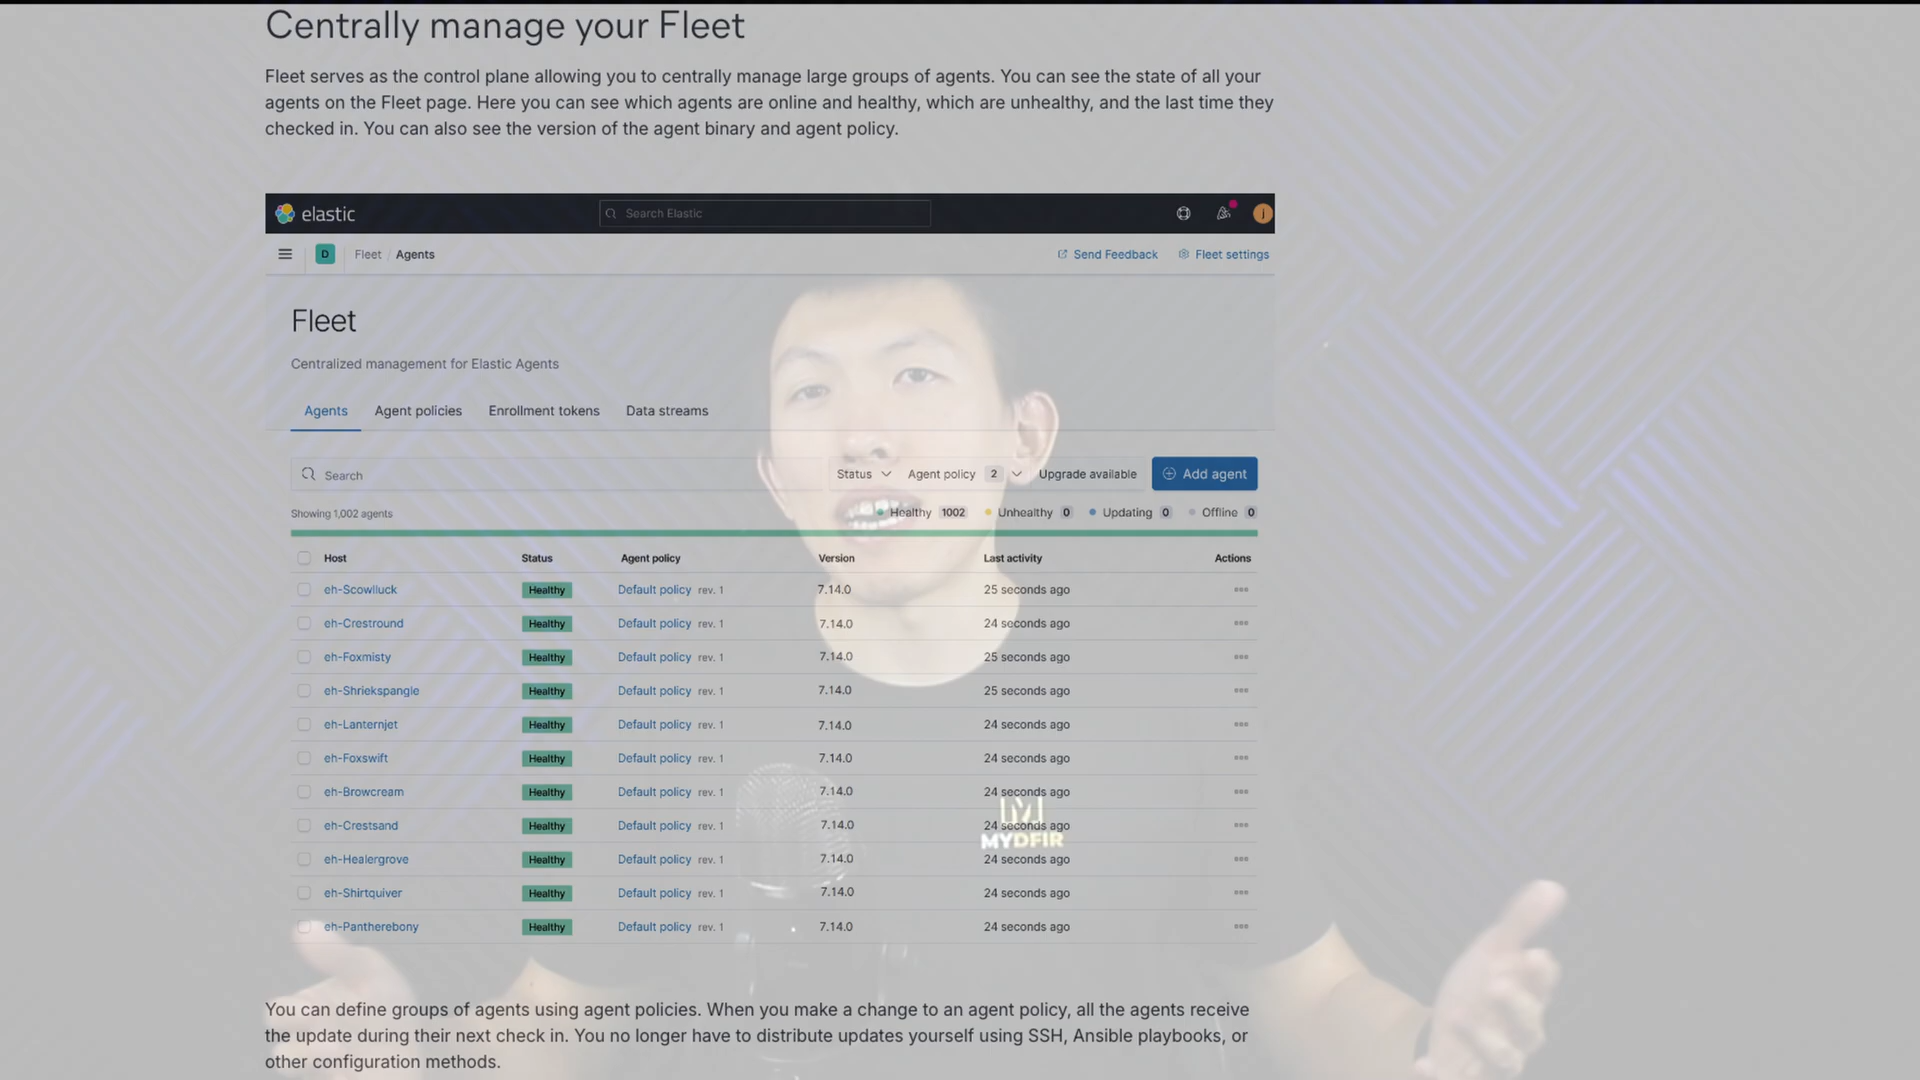 Centrally manage your Fleet
Fleet serves as the control plane allowing you to centrally manage large groups of agents. You can see the state of all your
agents on the Fleet page. Here you can see which agents are online and healthy, which are unhealthy, and the last time they
checked in. You can also see the version of the agent binary and agent policy.
elastic Search Elastic j
D Fleet / Agents Send Feedback Fleet settings
Fleet
Centralized management for Elastic Agents
Agents Agent policies Enrollment tokens Data streams
Search Status Agent policy 2 Upgrade available Add agent
Showing 1,002 agents Healthy 1002 Unhealthy 0 Updating 0 Offline 0
Host Status Agent policy Version Last activity Actions
eh-Scowlluck Healthy Default policy rev. 1 7.14.0 25 seconds ago
eh-Crestround Healthy Default policy rev. 1 7.14.0 24 seconds ago
eh-Foxmisty Healthy Default policy rev. 1 7.14.0 25 seconds ago
eh-Shriekspangle Healthy Default policy rev. 1 7.14.0 25 seconds ago
eh-Lanternjet Healthy Default policy rev. 1 7.14.0 24 seconds ago
eh-Foxswift Healthy Default policy rev. 1 7.14.0 24 seconds ago
eh-Browcream Healthy Default policy rev. 1 7.14.0 24 seconds ago
eh-Crestsand Healthy Default policy rev. 1 7.14.0 24 seconds ago
MYDFIR
eh-Healergrove Healthy Default policy rev. 1 7.14.0 24 seconds ago
eh-Shirtquiver Healthy Default policy rev. 1 7.14.0 24 seconds ago
eh-Pantherebony Healthy Default policy rev. 1 7.14.0 24 seconds ago
You can define groups of agents using agent policies. When you make a change to an agent policy, all the agents receive
the update during their next check in. You no longer have to distribute updates yourself using SSH, Ansible playbooks, or
other configuration methods.